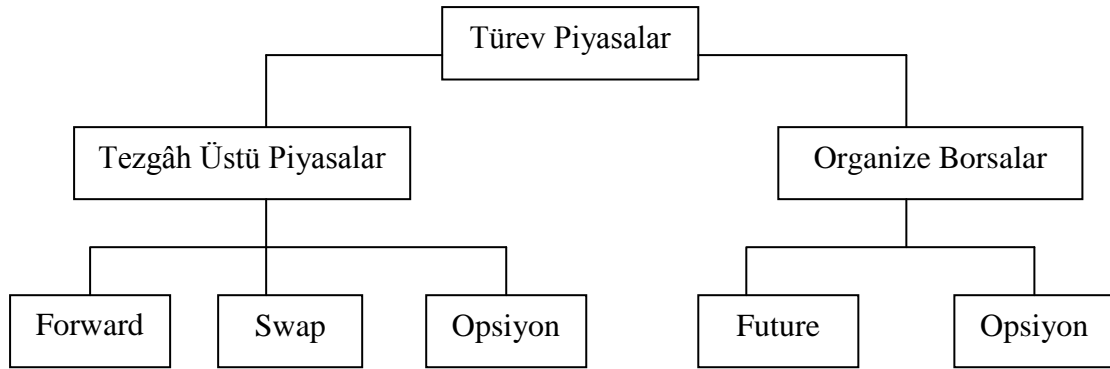 Türev Piyasalar
Tezgâh Üstü Piyasalar
Organize Borsalar
Forward
Swap
Opsiyon
Future
Opsiyon